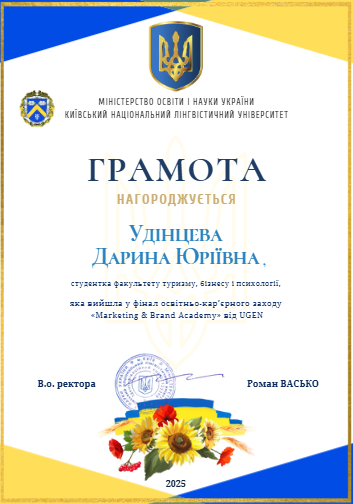 МІНІСТЕРСТВО ОСВІТИ І НАУКИ УКРАЇНИ
КИЇВСЬКИЙ НАЦІОНАЛЬНИЙ ЛІНГВІСТИЧНИЙ УНІВЕРСИТЕТ
ГРАМОТА
НАГОРОДЖУЄТЬСЯ
УДІНЦЕВА
ДАРИНА ЮРІЇВНА,
студентка факультету туризму, бізнесу і психології,
яка вийшла у фінал освітньо-кар'єрного заходу
«Marketing & Brand Academy» від UGEN
В.о. ректора
Роман ВАСЬКО
2025